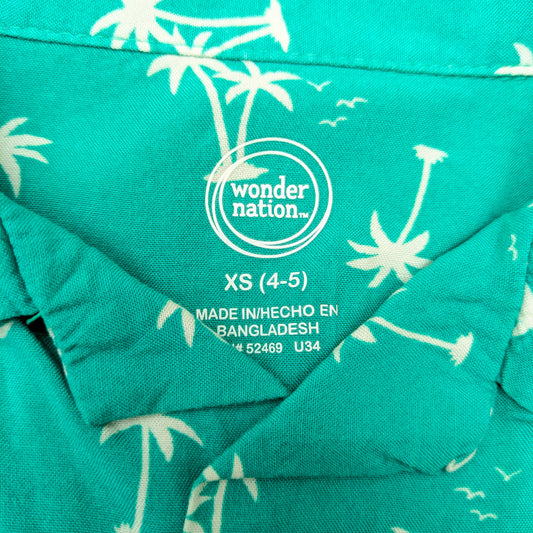 wonder
nation™
XS (4-5)
MADE IN/HECHO EN
BANGLADESH
# 52469 U34